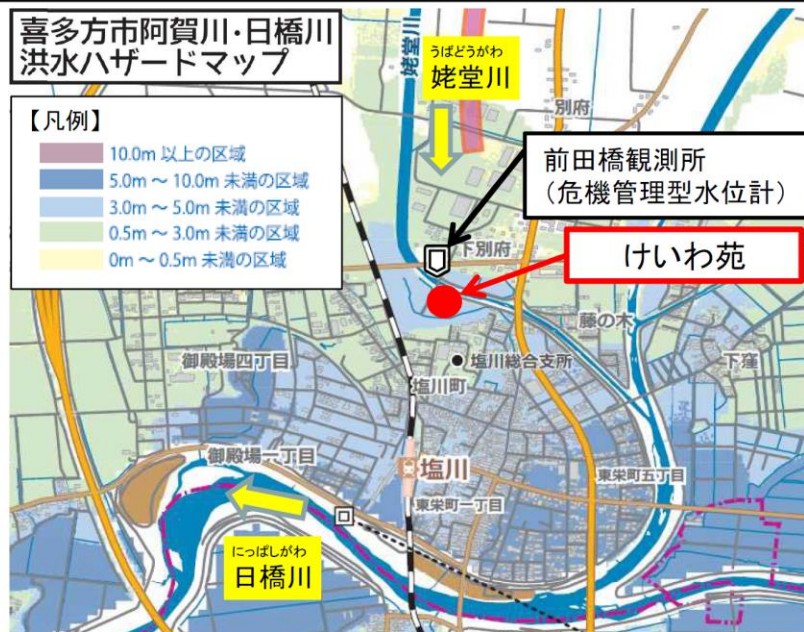 喜多方市阿賀川・日橋川
洪水ハザードマップ
【凡例】
10.0m 以上の区域
5.0m ～ 10.0m 未満の区域
3.0m ～ 5.0m 未満の区域
0.5m ～ 3.0m 未満の区域
0m ～ 0.5m 未満の区域
姥堂川
うばどうがわ
姥堂川
別府
前田橋観測所
（危機管理型水位計）
下別府
けいわ苑
藤の木
御殿場四丁目
塩川総合支所
下窪
塩川町
御殿場一丁目
塩川
東栄町五丁目
東栄町一丁目
にっぱしがわ
日橋川